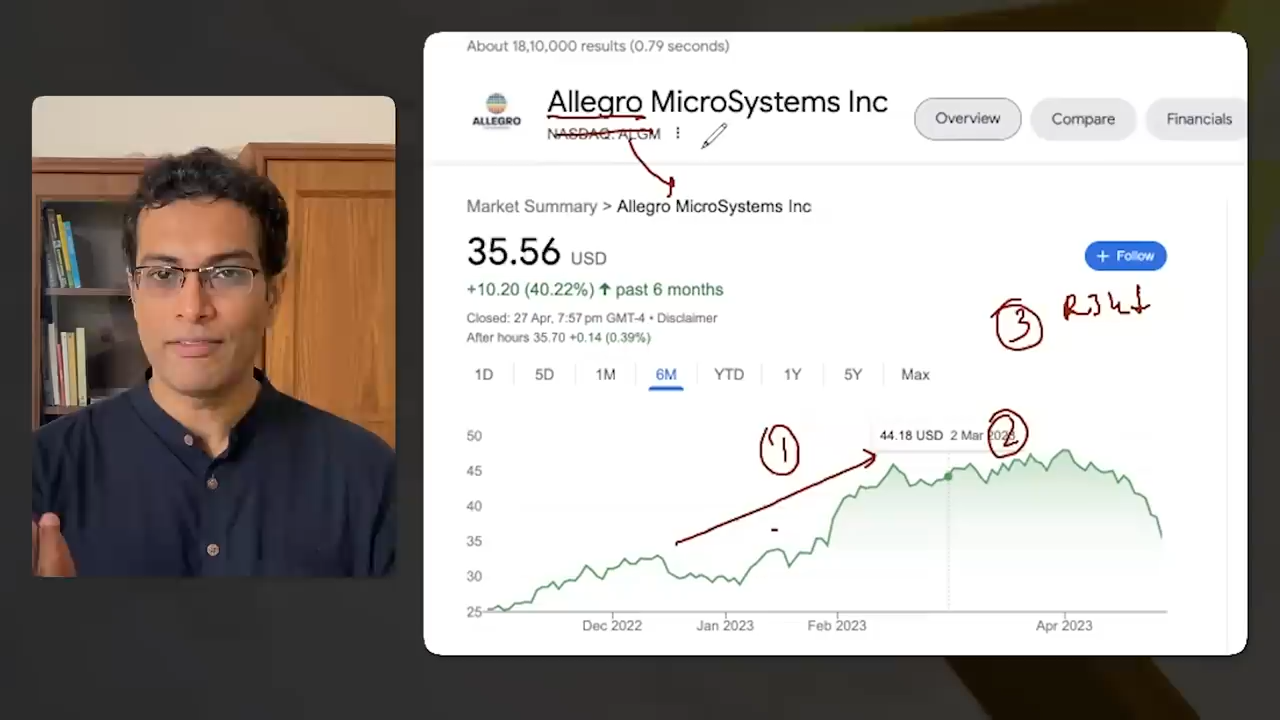 About 18,10,000 results (0.79 seconds)
ALLEGRO
Allegro MicroSystems Inc
NASDAQ: ALGM
Overview
Compare
Financials
Market Summary > Allegro MicroSystems Inc
35.56 USD
+ Follow
+10.20 (40.22%) ↑ past 6 months
Closed: 27 Apr, 7:57 pm GMT-4 • Disclaimer
After hours 35.70 +0.14 (0.39%)
3
1D 5D 1M 6M YTD 1Y 5Y Max
1
44.18 USD 2 Mar 2023
2
50
45
40
35
30
25
Dec 2022 Jan 2023 Feb 2023 Apr 2023